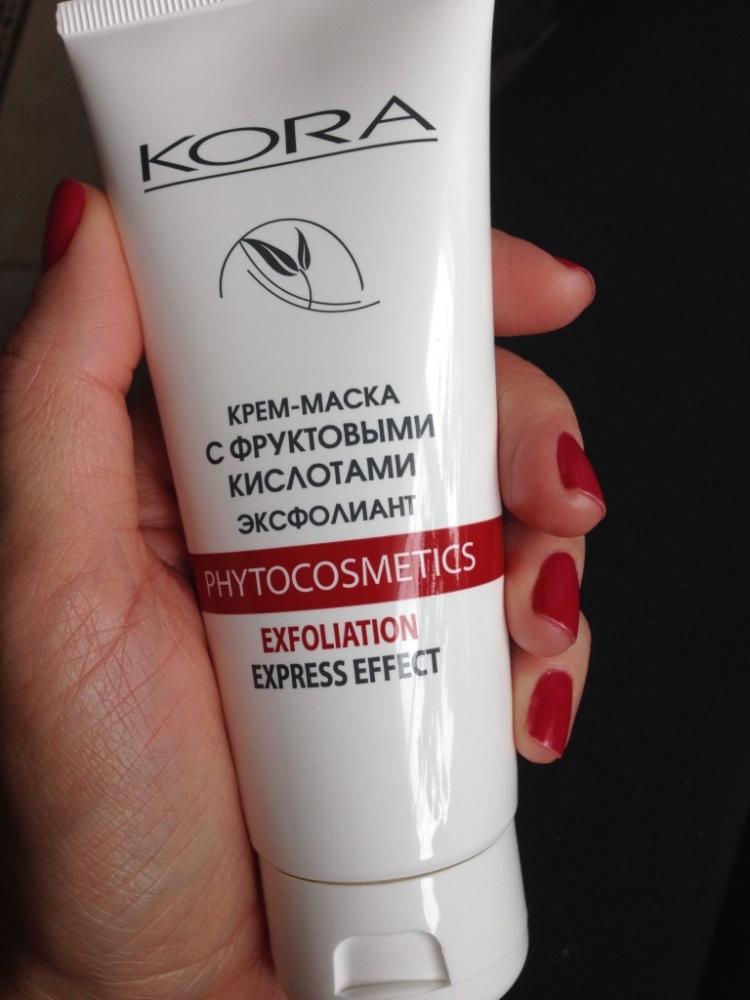 KORA
КРЕМ-МАСКА
С ФРУКТОВЫМИ
КИСЛОТАМИ
ЭКСФОЛИАНТ
PHYTOCOSMETICS
EXFOLIATION
EXPRESS EFFECT